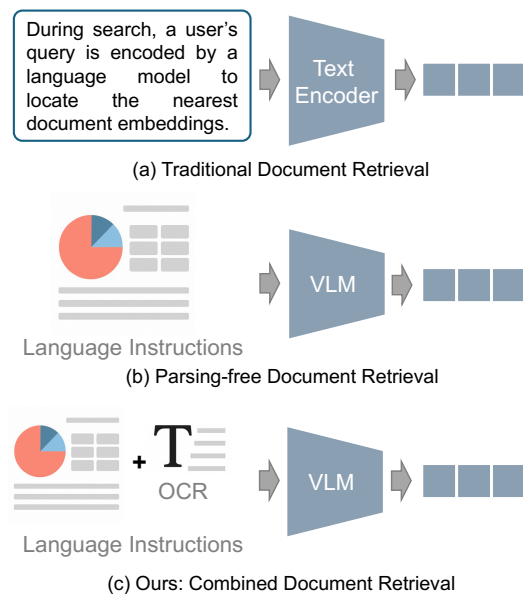 During search, a user's
query is encoded by a
language model to
locate the nearest
document embeddings.
Text
Encoder
(a) Traditional Document Retrieval
VLM
Language Instructions
(b) Parsing-free Document Retrieval
+ T
OCR
VLM
Language Instructions
(c) Ours: Combined Document Retrieval